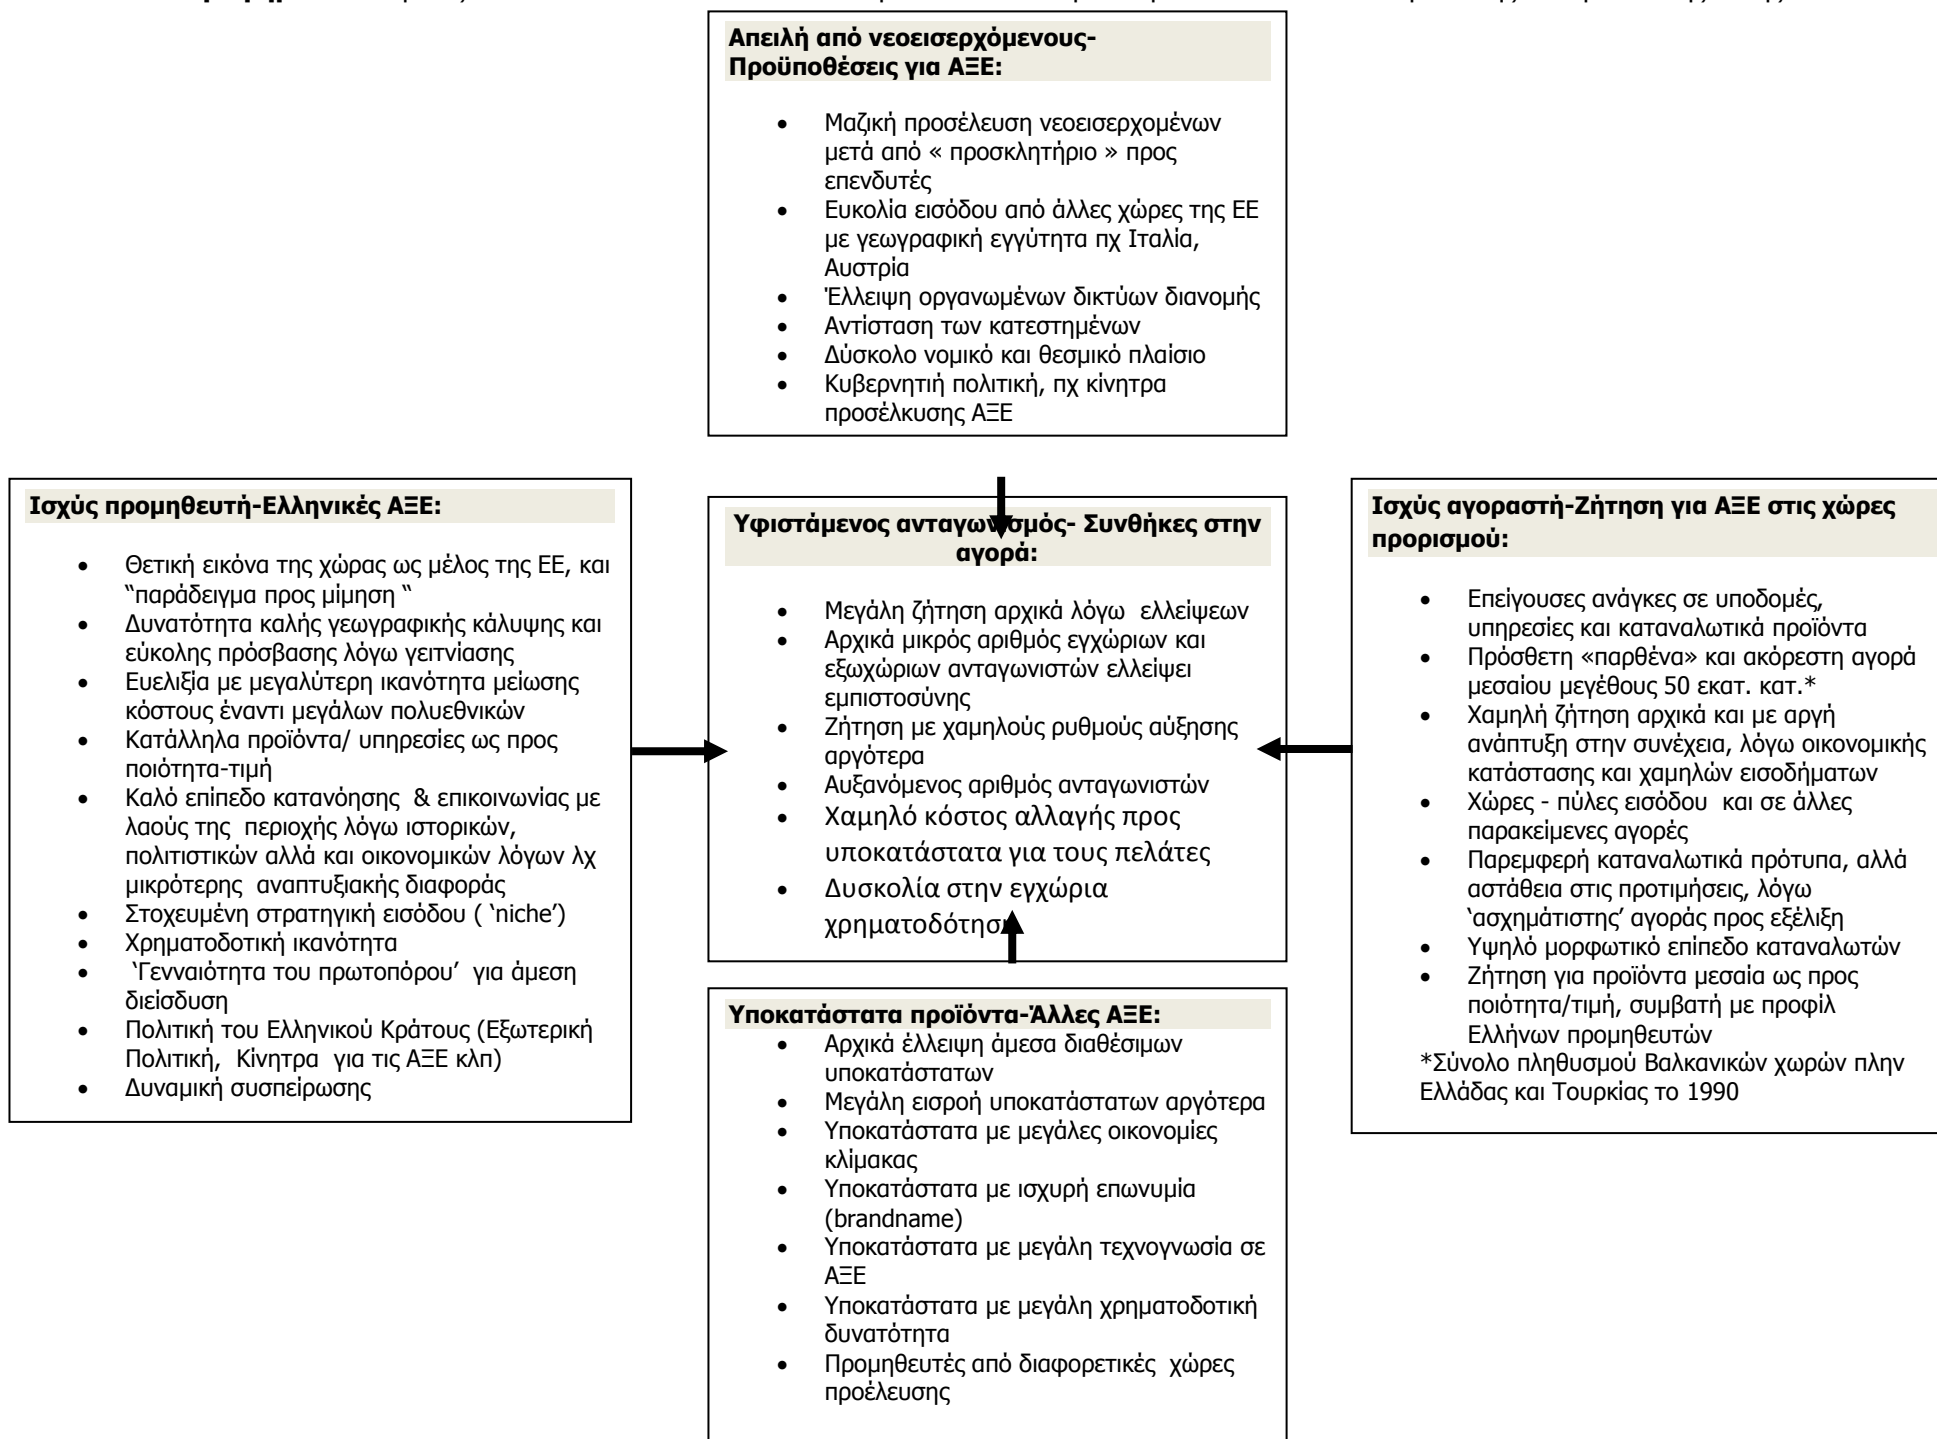 Απειλή από νεοεισερχόμενους-
Προϋποθέσεις για ΑΞΕ:
• Μαζική προσέλευση νεοεισερχομένων
μετά από « προσκλητήριο » προς
επενδυτές
• Ευκολία εισόδου από άλλες χώρες της ΕΕ
με γεωγραφική εγγύτητα πχ Ιταλία,
Αυστρία
• Έλλειψη οργανωμένων δικτύων διανομής
• Αντίσταση των κατεστημένων
• Δύσκολο νομικό και θεσμικό πλαίσιο
• Κυβερνητιή πολιτική, πχ κίνητρα
προσέλκυσης ΑΞΕ
Ισχύς προμηθευτή-Ελληνικές ΑΞΕ:
• Θετική εικόνα της χώρας ως μέλος της ΕΕ, και
“παράδειγμα προς μίμηση “
• Δυνατότητα καλής γεωγραφικής κάλυψης και
εύκολης πρόσβασης λόγω γειτνίασης
• Ευελιξία με μεγαλύτερη ικανότητα μείωσης
κόστους έναντι μεγάλων πολυεθνικών
• Κατάλληλα προϊόντα/ υπηρεσίες ως προς
ποιότητα-τιμή
• Καλό επίπεδο κατανόησης & επικοινωνίας με
λαούς της περιοχής λόγω ιστορικών,
πολιτιστικών αλλά και οικονομικών λόγων λχ
μικρότερης αναπτυξιακής διαφοράς
• Στοχευμένη στρατηγική εισόδου ( ‘niche’)
• Χρηματοδοτική ικανότητα
• ‘Γενναιότητα του πρωτοπόρου’ για άμεση
διείσδυση
• Πολιτική του Ελληνικού Κράτους (Εξωτερική
Πολιτική, Κίνητρα για τις ΑΞΕ κλπ)
• Δυναμική συσπείρωσης
Υφιστάμενος ανταγωνισμός- Συνθήκες στην
αγορά:
• Μεγάλη ζήτηση αρχικά λόγω ελλείψεων
• Αρχικά μικρός αριθμός εγχώριων και
εξωχώριων ανταγωνιστών ελλείψει
εμπιστοσύνης
• Ζήτηση με χαμηλούς ρυθμούς αύξησης
αργότερα
• Αυξανόμενος αριθμός ανταγωνιστών
• Χαμηλό κόστος αλλαγής προς
υποκατάστατα για τους πελάτες
• Δυσκολία στην εγχώρια
χρηματοδότηση
Ισχύς αγοραστή-Ζήτηση για ΑΞΕ στις χώρες
προρισμού:
• Επείγουσες ανάγκες σε υποδομές,
υπηρεσίες και καταναλωτικά προϊόντα
• Πρόσθετη «παρθένα» και ακόρεστη αγορά
μεσαίου μεγέθους 50 εκατ. κατ.*
• Χαμηλή ζήτηση αρχικά και με αργή
ανάπτυξη στην συνέχεια, λόγω οικονομικής
κατάστασης και χαμηλών εισοδήματων
• Χώρες - πύλες εισόδου και σε άλλες
παρακείμενες αγορές
• Παρεμφερή καταναλωτικά πρότυπα, αλλά
αστάθεια στις προτιμήσεις, λόγω
‘ασχημάτιστης’ αγοράς προς εξέλιξη
• Υψηλό μορφωτικό επίπεδο καταναλωτών
• Ζήτηση για προϊόντα μεσαία ως προς
ποιότητα/τιμή, συμβατή με προφίλ
Ελλήνων προμηθευτών
*Σύνολο πληθυσμού Βαλκανικών χωρών πλην
Ελλάδας και Τουρκίας το 1990
Υποκατάστατα προϊόντα-Άλλες ΑΞΕ:
• Αρχικά έλλειψη άμεσα διαθέσιμων
υποκατάστατων
• Μεγάλη εισροή υποκατάστατων αργότερα
• Υποκατάστατα με μεγάλες οικονομίες
κλίμακας
• Υποκατάστατα με ισχυρή επωνυμία
(brandname)
• Υποκατάστατα με μεγάλη τεχνογνωσία σε
ΑΞΕ
• Υποκατάστατα με μεγάλη χρηματοδοτική
δυνατότητα
• Προμηθευτές από διαφορετικές χώρες
προέλευσης